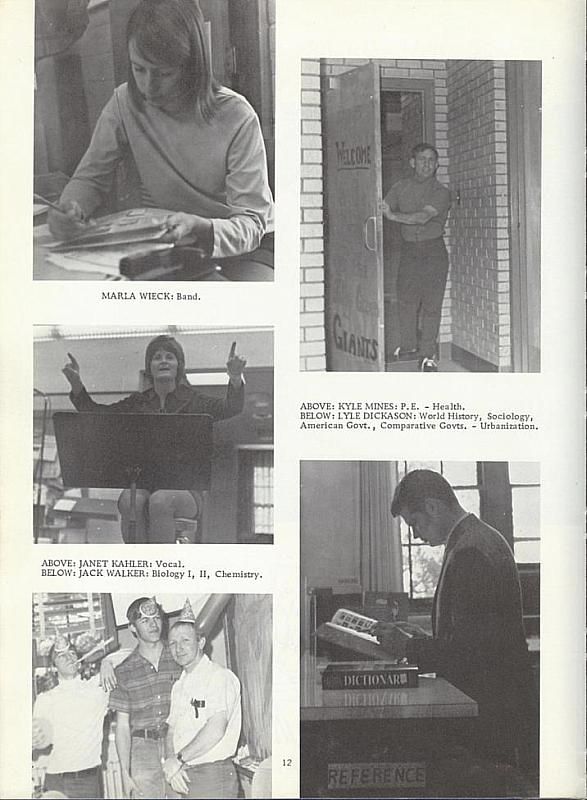 MARLA WIECK: Band.
WELCOME
GIANTS
ABOVE: KYLE MINES: P.E. - Health.
BELOW: LYLE DICKASON: World History, Sociology,
American Govt., Comparative Govts. - Urbanization.
ABOVE: JANET KAHLER: Vocal.
BELOW: JACK WALKER: Biology I, II, Chemistry.
DICTIONAR
REFERENCE
12